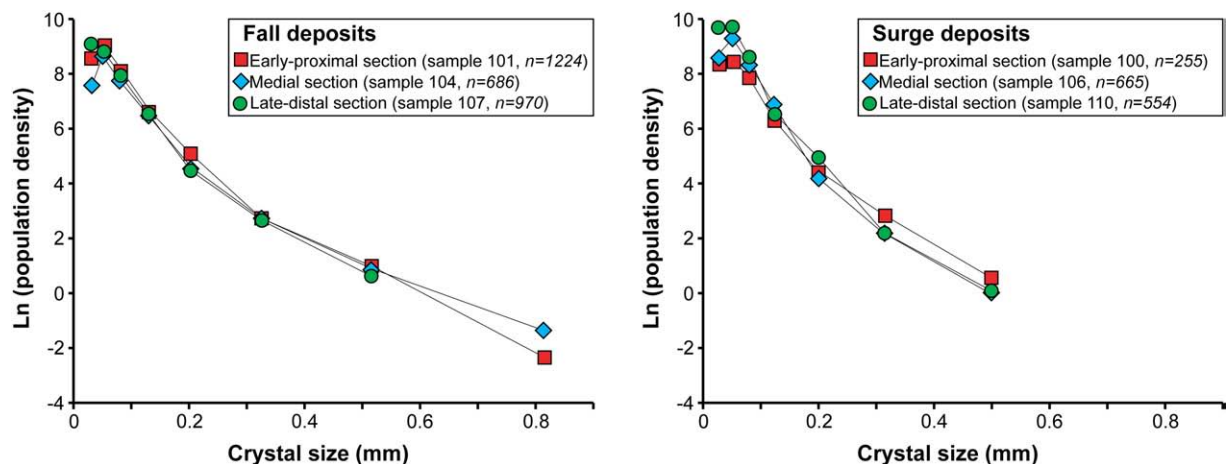 Fall deposits
Early-proximal section (sample 101, n=1224)
Medial section (sample 104, n=686)
Late-distal section (sample 107, n=970)
Ln (population density)
10
8
6
4
2
0
-2
-4
0
0.2
0.4
0.6
0.8
Crystal size (mm)
Surge deposits
Early-proximal section (sample 100, n=255)
Medial section (sample 106, n=665)
Late-distal section (sample 110, n=554)
Ln (population density)
10
8
6
4
2
0
-2
-4
0
0.2
0.4
0.6
0.8
Crystal size (mm)